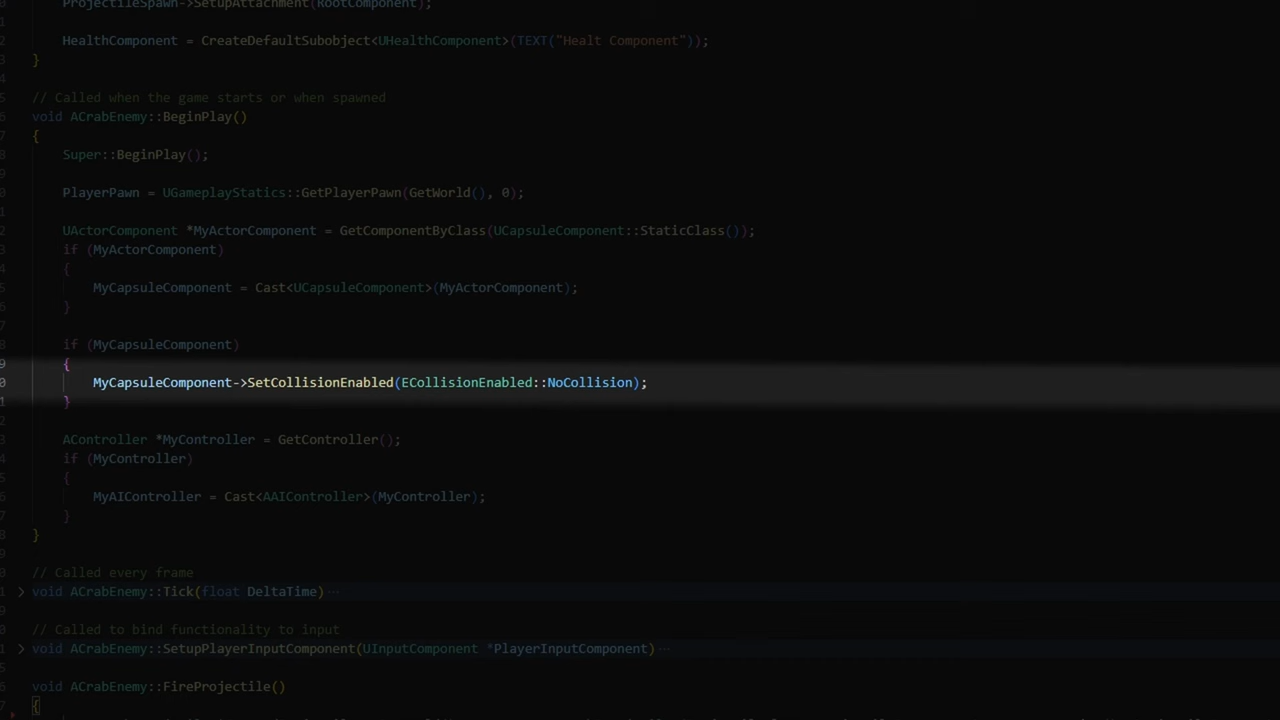 ProjectileSpawn->SetupAttachment(RootComponent);
HealthComponent = CreateDefaultSubobject<UHealthComponent>(TEXT("Healt Component"));
}
// Called when the game starts or when spawned
void ACrabEnemy::BeginPlay()
{
Super::BeginPlay();
PlayerPawn = UGameplayStatics::GetPlayerPawn(GetWorld(), 0);
UActorComponent *MyActorComponent = GetComponentByClass(UCapsuleComponent::StaticClass());
if (MyActorComponent)
{
MyCapsuleComponent = Cast<UCapsuleComponent>(MyActorComponent);
}
if (MyCapsuleComponent)
{
MyCapsuleComponent->SetCollisionEnabled(ECollisionEnabled::NoCollision);
}
AController *MyController = GetController();
if (MyController)
{
MyAIController = Cast<AAIController>(MyController);
}
}
// Called every frame
void ACrabEnemy::Tick(float DeltaTime) ...
// Called to bind functionality to input
void ACrabEnemy::SetupPlayerInputComponent(UInputComponent *PlayerInputComponent) ...
void ACrabEnemy::FireProjectile()
{